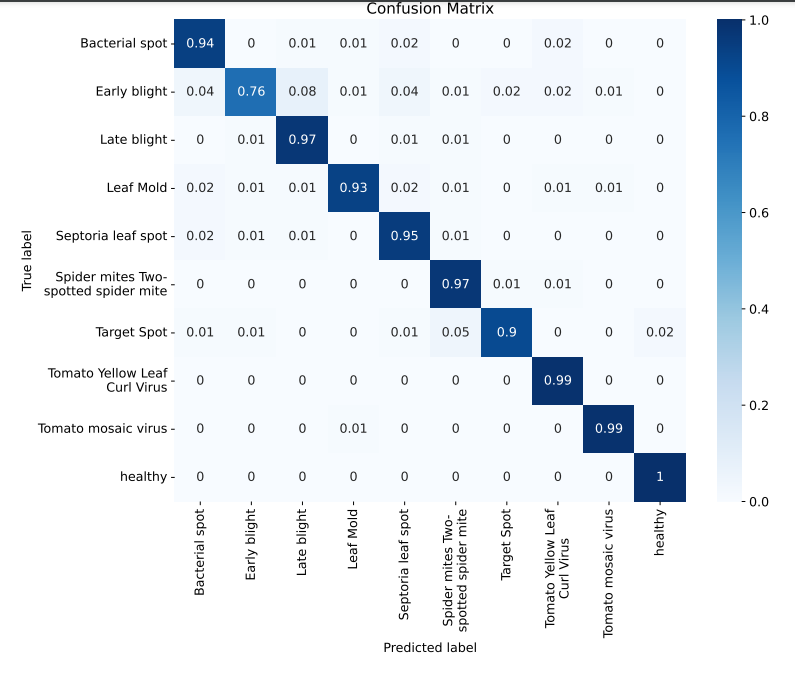 Confusion Matrix
Bacterial spot 0.94 0 0.01 0.01 0.02 0 0 0.02 0 0
Early blight 0.04 0.76 0.08 0.01 0.04 0.01 0.02 0.02 0.01 0
Late blight 0 0.01 0.97 0 0.01 0.01 0 0 0 0
Leaf Mold 0.02 0.01 0.01 0.93 0.02 0.01 0 0.01 0.01 0
Septoria leaf spot 0.02 0.01 0.01 0 0.95 0.01 0 0 0 0
Spider mites Two-
spotted spider mite 0 0 0 0 0 0.97 0.01 0.01 0 0
Target Spot 0.01 0.01 0 0 0.01 0.05 0.9 0 0 0.02
Tomato Yellow Leaf
Curl Virus 0 0 0 0 0 0 0 0.99 0 0
Tomato mosaic virus 0 0 0 0.01 0 0 0 0 0.99 0
healthy 0 0 0 0 0 0 0 0 0 1
True label
Bacterial spot
Early blight
Late blight
Leaf Mold
Septoria leaf spot
Spider mites Two-
spotted spider mite
Target Spot
Tomato Yellow Leaf
Curl Virus
Tomato mosaic virus
healthy
Predicted label
1.0
0.8
0.6
0.4
0.2
0.0